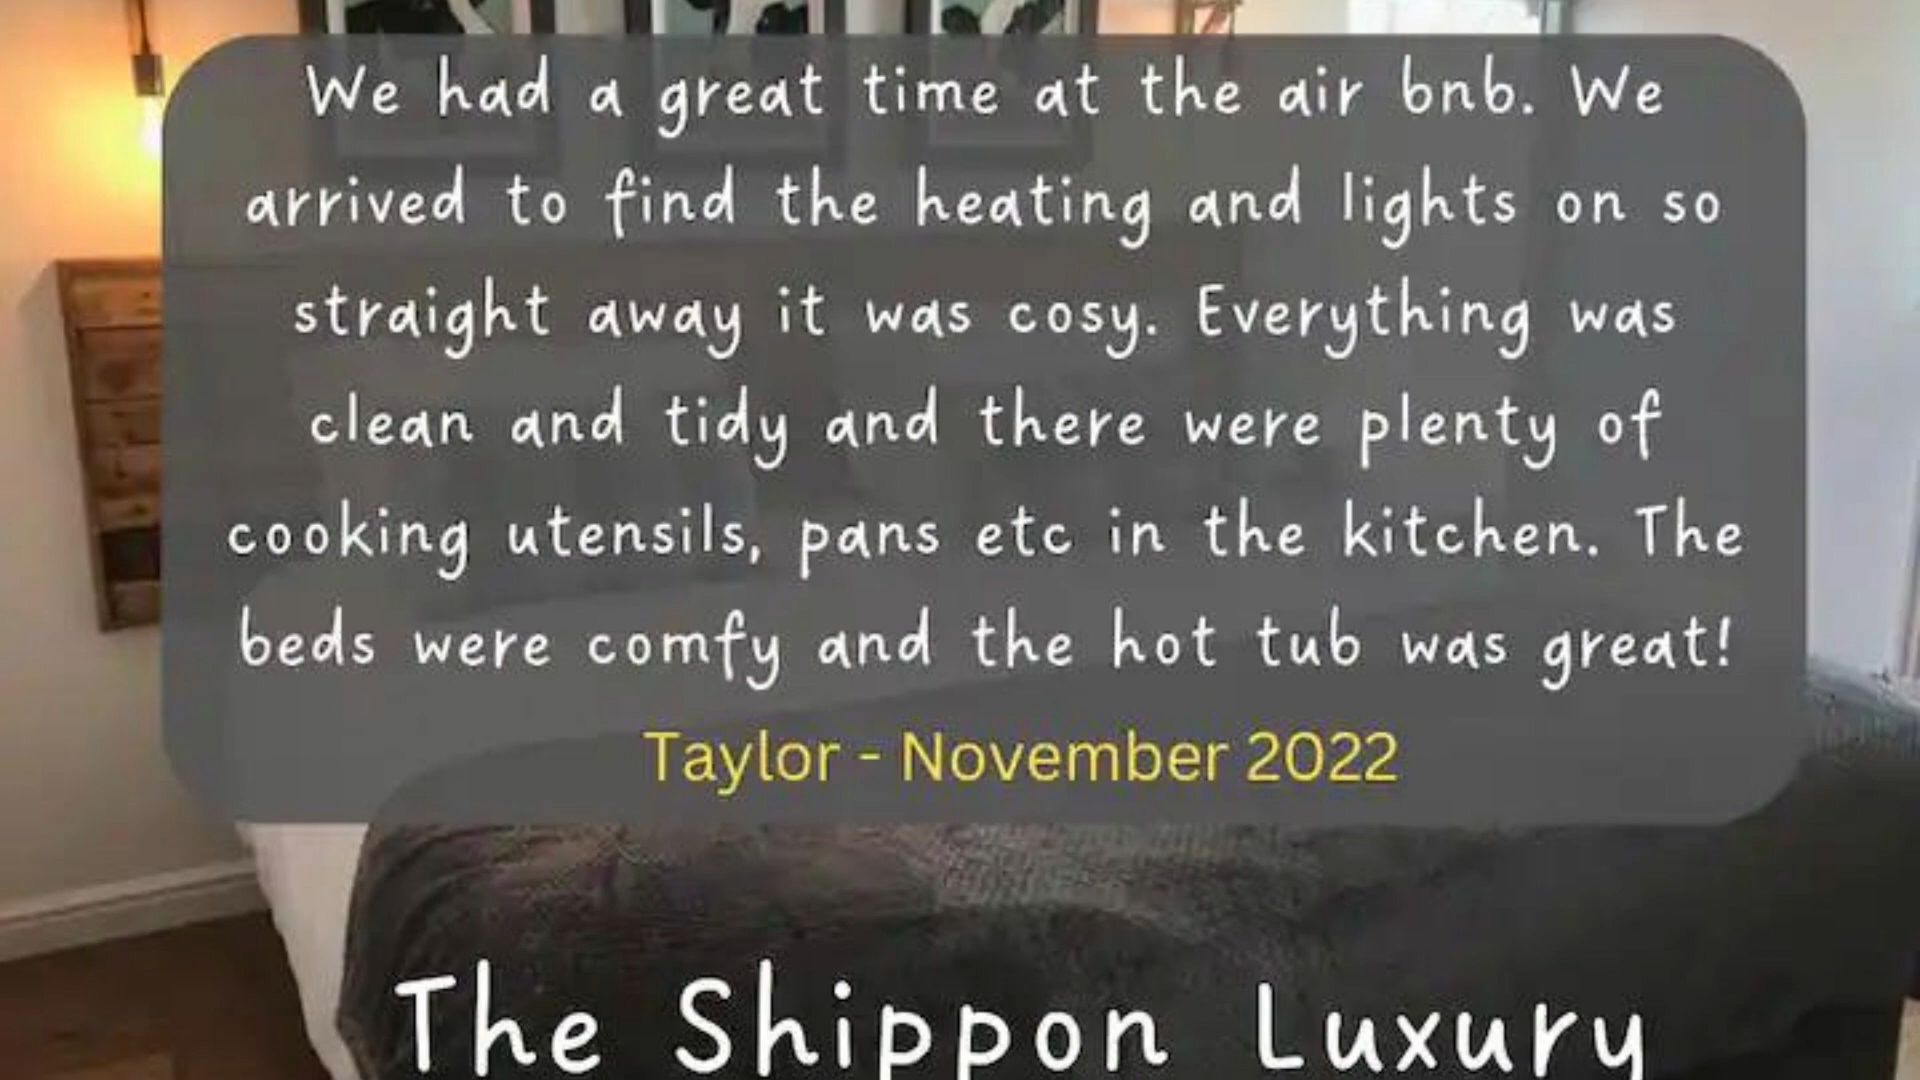 We had a great time at the air bnb. We
arrived to find the heating and lights on so
straight away it was cosy. Everything was
clean and tidy and there were plenty of
cooking utensils, pans etc in the kitchen. The
beds were comfy and the hot tub was great!
Taylor - November 2022
The Shippon Luxury